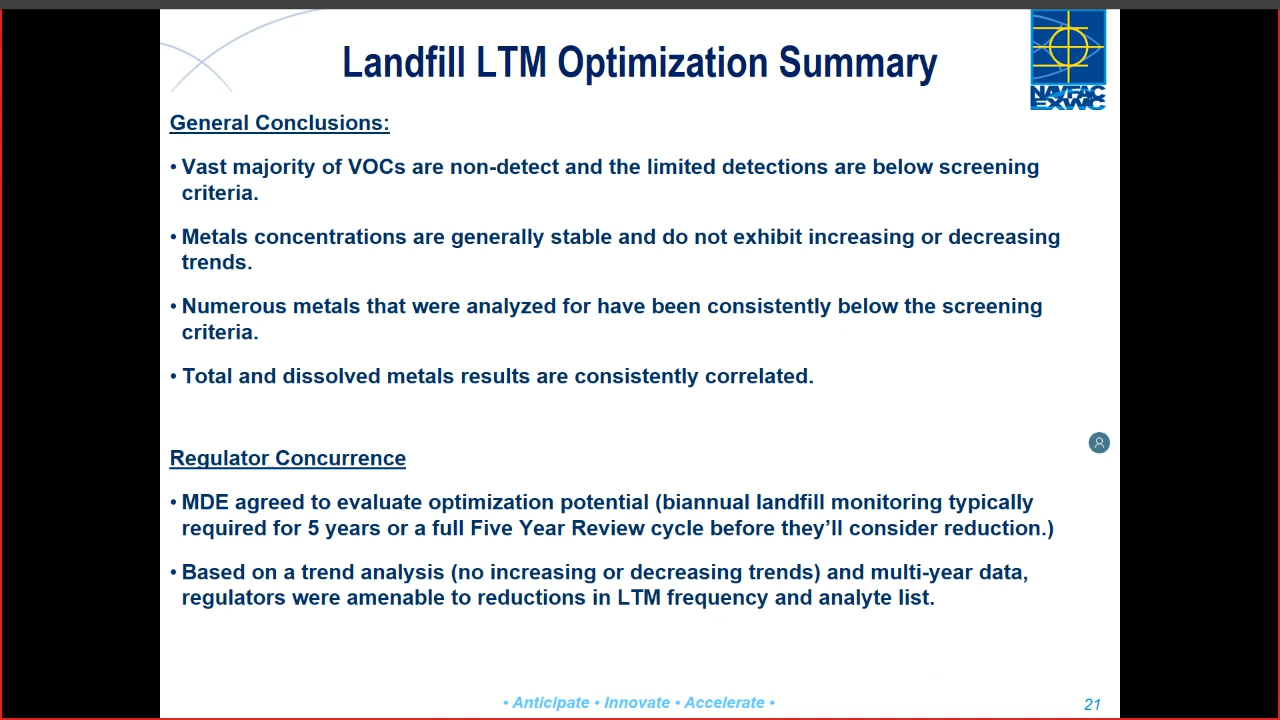 Landfill LTM Optimization Summary
NAVFAC
EXWC
General Conclusions:
• Vast majority of VOCs are non-detect and the limited detections are below screening
criteria.
• Metals concentrations are generally stable and do not exhibit increasing or decreasing
trends.
• Numerous metals that were analyzed for have been consistently below the screening
criteria.
• Total and dissolved metals results are consistently correlated.
Regulator Concurrence
• MDE agreed to evaluate optimization potential (biannual landfill monitoring typically
required for 5 years or a full Five Year Review cycle before they’ll consider reduction.)
• Based on a trend analysis (no increasing or decreasing trends) and multi-year data,
regulators were amenable to reductions in LTM frequency and analyte list.
• Anticipate • Innovate • Accelerate •
21